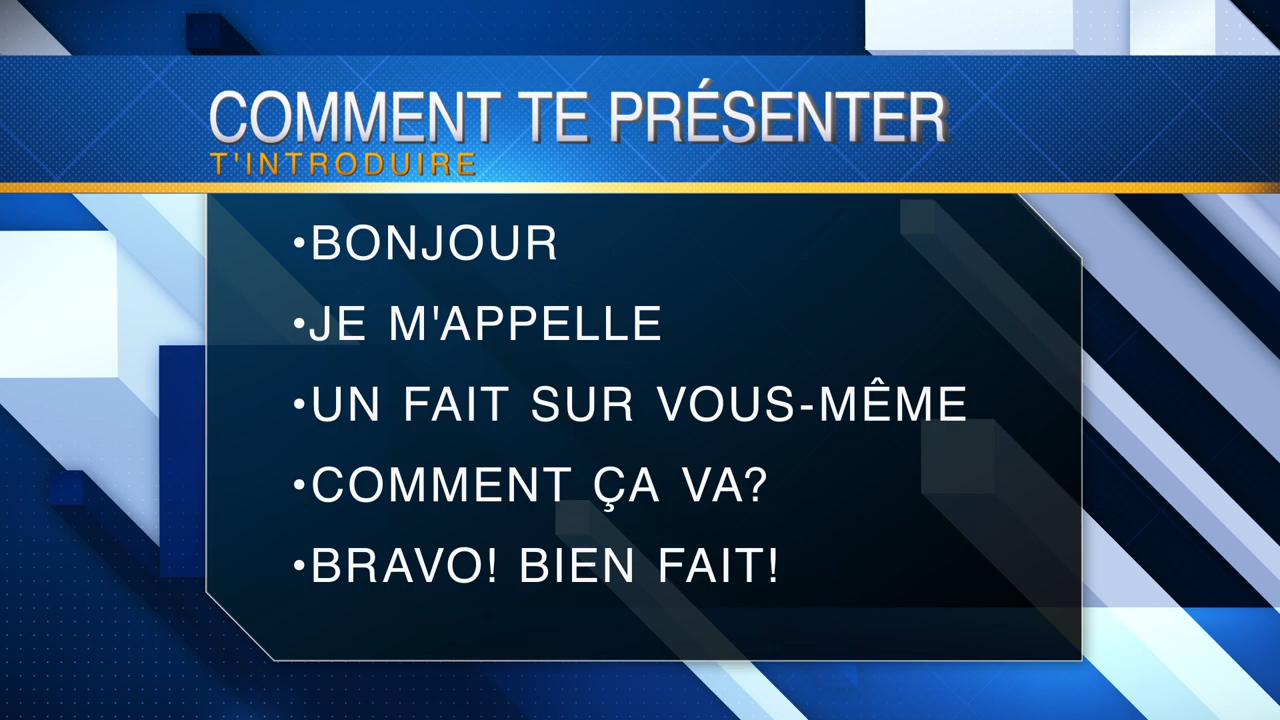 COMMENT TE PRÉSENTER
T'INTRODUIRE
•BONJOUR
•JE M'APPELLE
•UN FAIT SUR VOUS-MÊME
•COMMENT ÇA VA?
•BRAVO! BIEN FAIT!